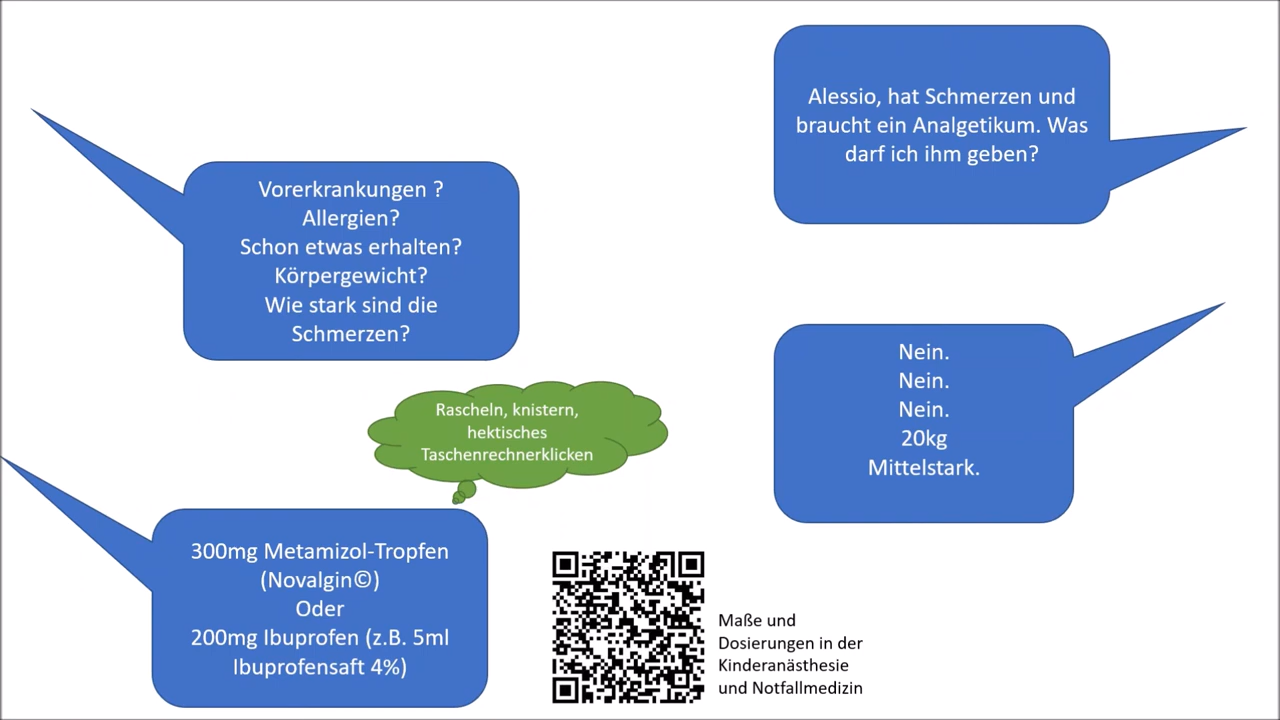 Alessio, hat Schmerzen und
braucht ein Analgetikum. Was
darf ich ihm geben?
Vorerkrankungen ?
Allergien?
Schon etwas erhalten?
Körpergewicht?
Wie stark sind die
Schmerzen?
Nein.
Nein.
Nein.
20kg
Mittelstark.
Rascheln, knistern,
hektisches
Taschenrechnerklicken
300mg Metamizol-Tropfen
(Novalgin©)
Oder
200mg Ibuprofen (z.B. 5ml
Ibuprofensaft 4%)
Maße und
Dosierungen in der
Kinderanästhesie
und Notfallmedizin